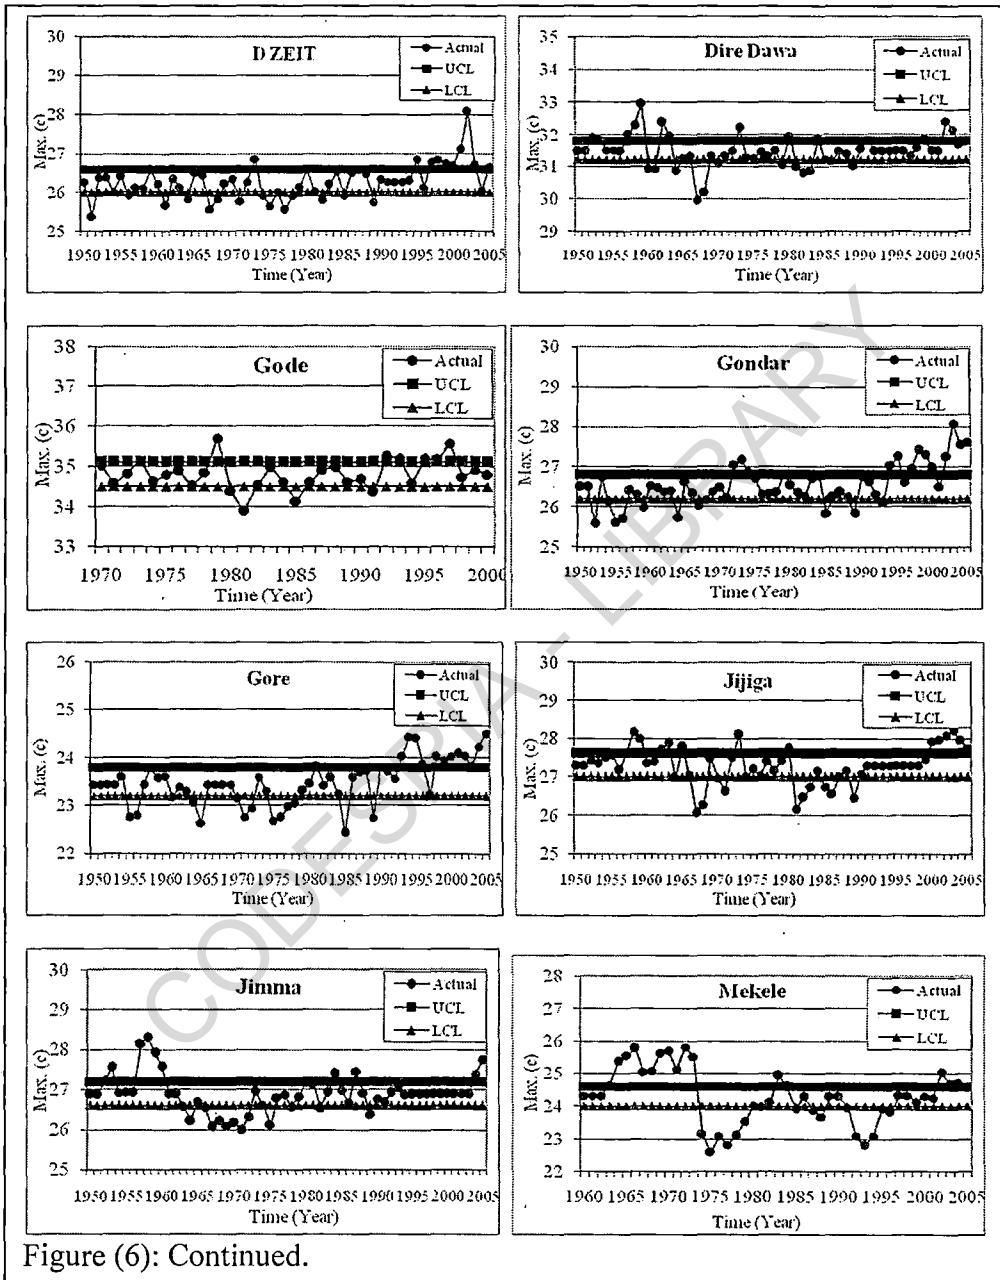 D ZEIT
Actual
UCL
LCL
Max. (c)
30
29
28
27
26
25
1950 1955 1960 1965 1970 1975 1980 1985 1990 1995 2000 2005
Time (Year)
Dire Dawa
Actual
UCL
LCL
Max. (c)
35
34
33
32
31
30
29
1950 1955 1960 1965 1970 1975 1980 1985 1990 1995 2000 2005
Time (Year)
Gode
Actual
UCL
LCL
Max. (c)
38
37
36
35
34
33
1970 1975 1980 1985 1990 1995 2000
Time (Year)
Gondar
Actual
UCL
LCL
Max. (c)
30
29
28
27
26
25
1950 1955 1960 1965 1970 1975 1980 1985 1990 1995 2000 2005
Time (Year)
Gore
Actual
UCL
LCL
Max. (c)
26
25
24
23
22
1950 1955 1960 1965 1970 1975 1980 1985 1990 1995 2000 2005
Time (Year)
Jijiga
Actual
UCL
LCL
Max. (c)
30
29
28
27
26
25
1950 1955 1960 1965 1970 1975 1980 1985 1990 1995 2000 2005
Time (Year)
Jimma
Actual
UCL
LCL
Max. (c)
30
29
28
27
26
25
1950 1955 1960 1965 1970 1975 1980 1985 1990 1995 2000 2005
Time (Year)
Mekele
Actual
UCL
LCL
Max. (c)
28
27
26
25
24
23
22
1960 1965 1970 1975 1980 1985 1990 1995 2000 2005
Time (Year)
Figure (6): Continued.
CODESRIA - LIBRARY